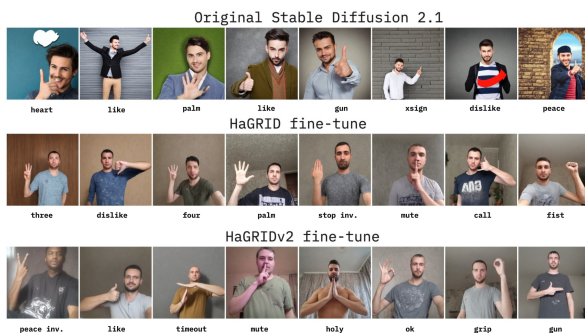 Original Stable Diffusion 2.1
heart like palm like gun xsign dislike peace
HaGRID fine-tune
three dislike four palm stop inv. mute call fist
HaGRIDv2 fine-tune
peace inv. like timeout mute holy ok grip gun